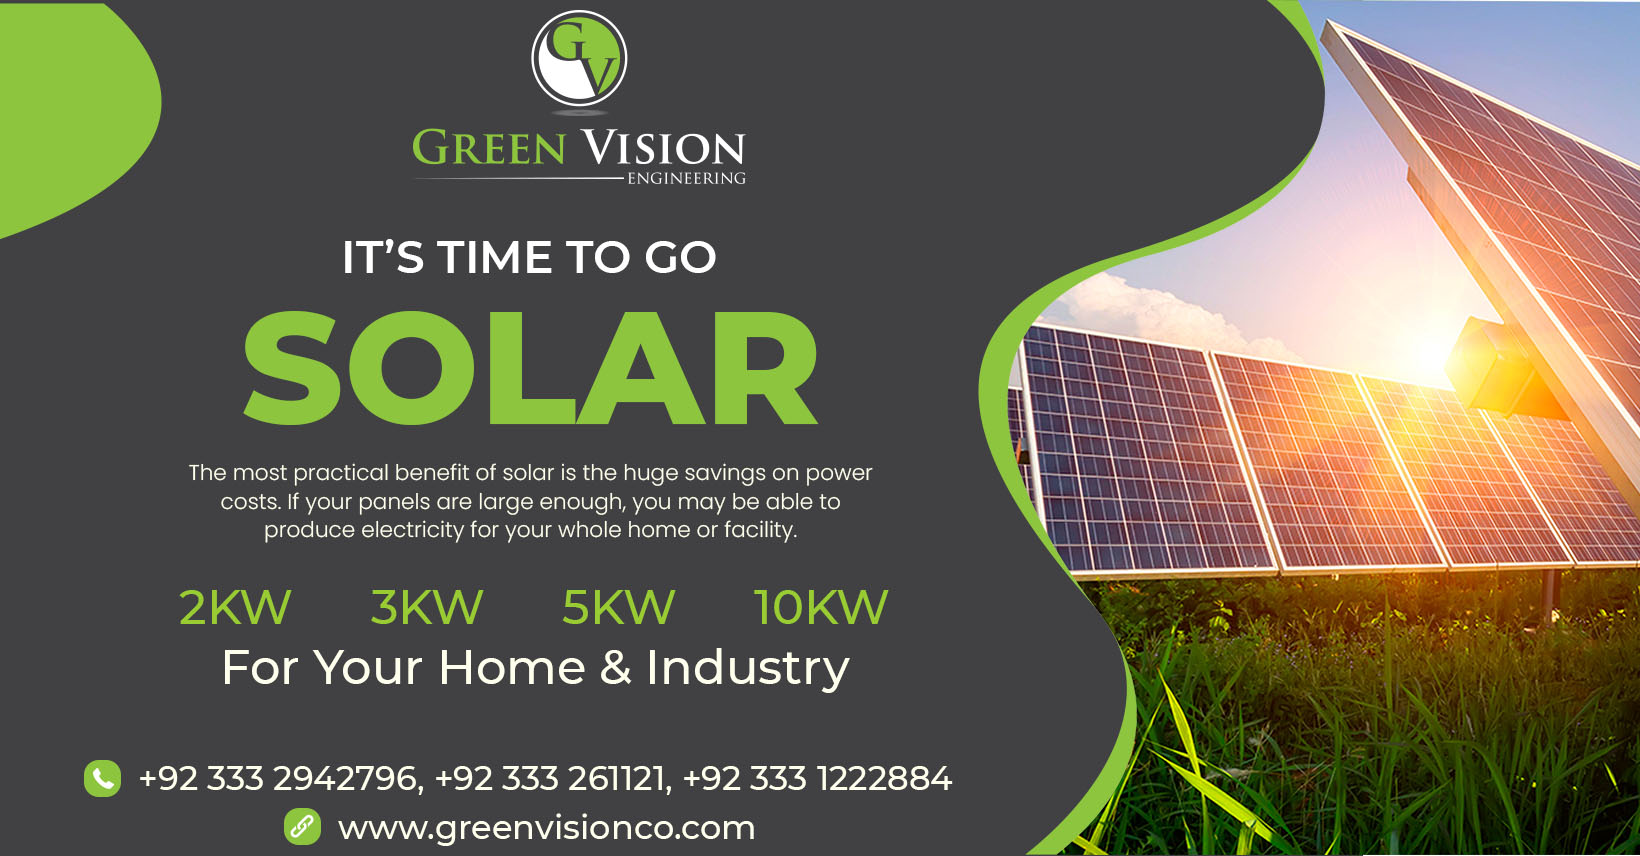 GV
GREEN VISION
ENGINEERING
IT'S TIME TO GO
SOLAR
The most practical benefit of solar is the huge savings on power
costs. If your panels are large enough, you may be able to
produce electricity for your whole home or facility.
2KW 3KW 5KW 10KW
For Your Home & Industry
+92 333 2942796, +92 333 261121, +92 333 1222884
www.greenvisionco.com